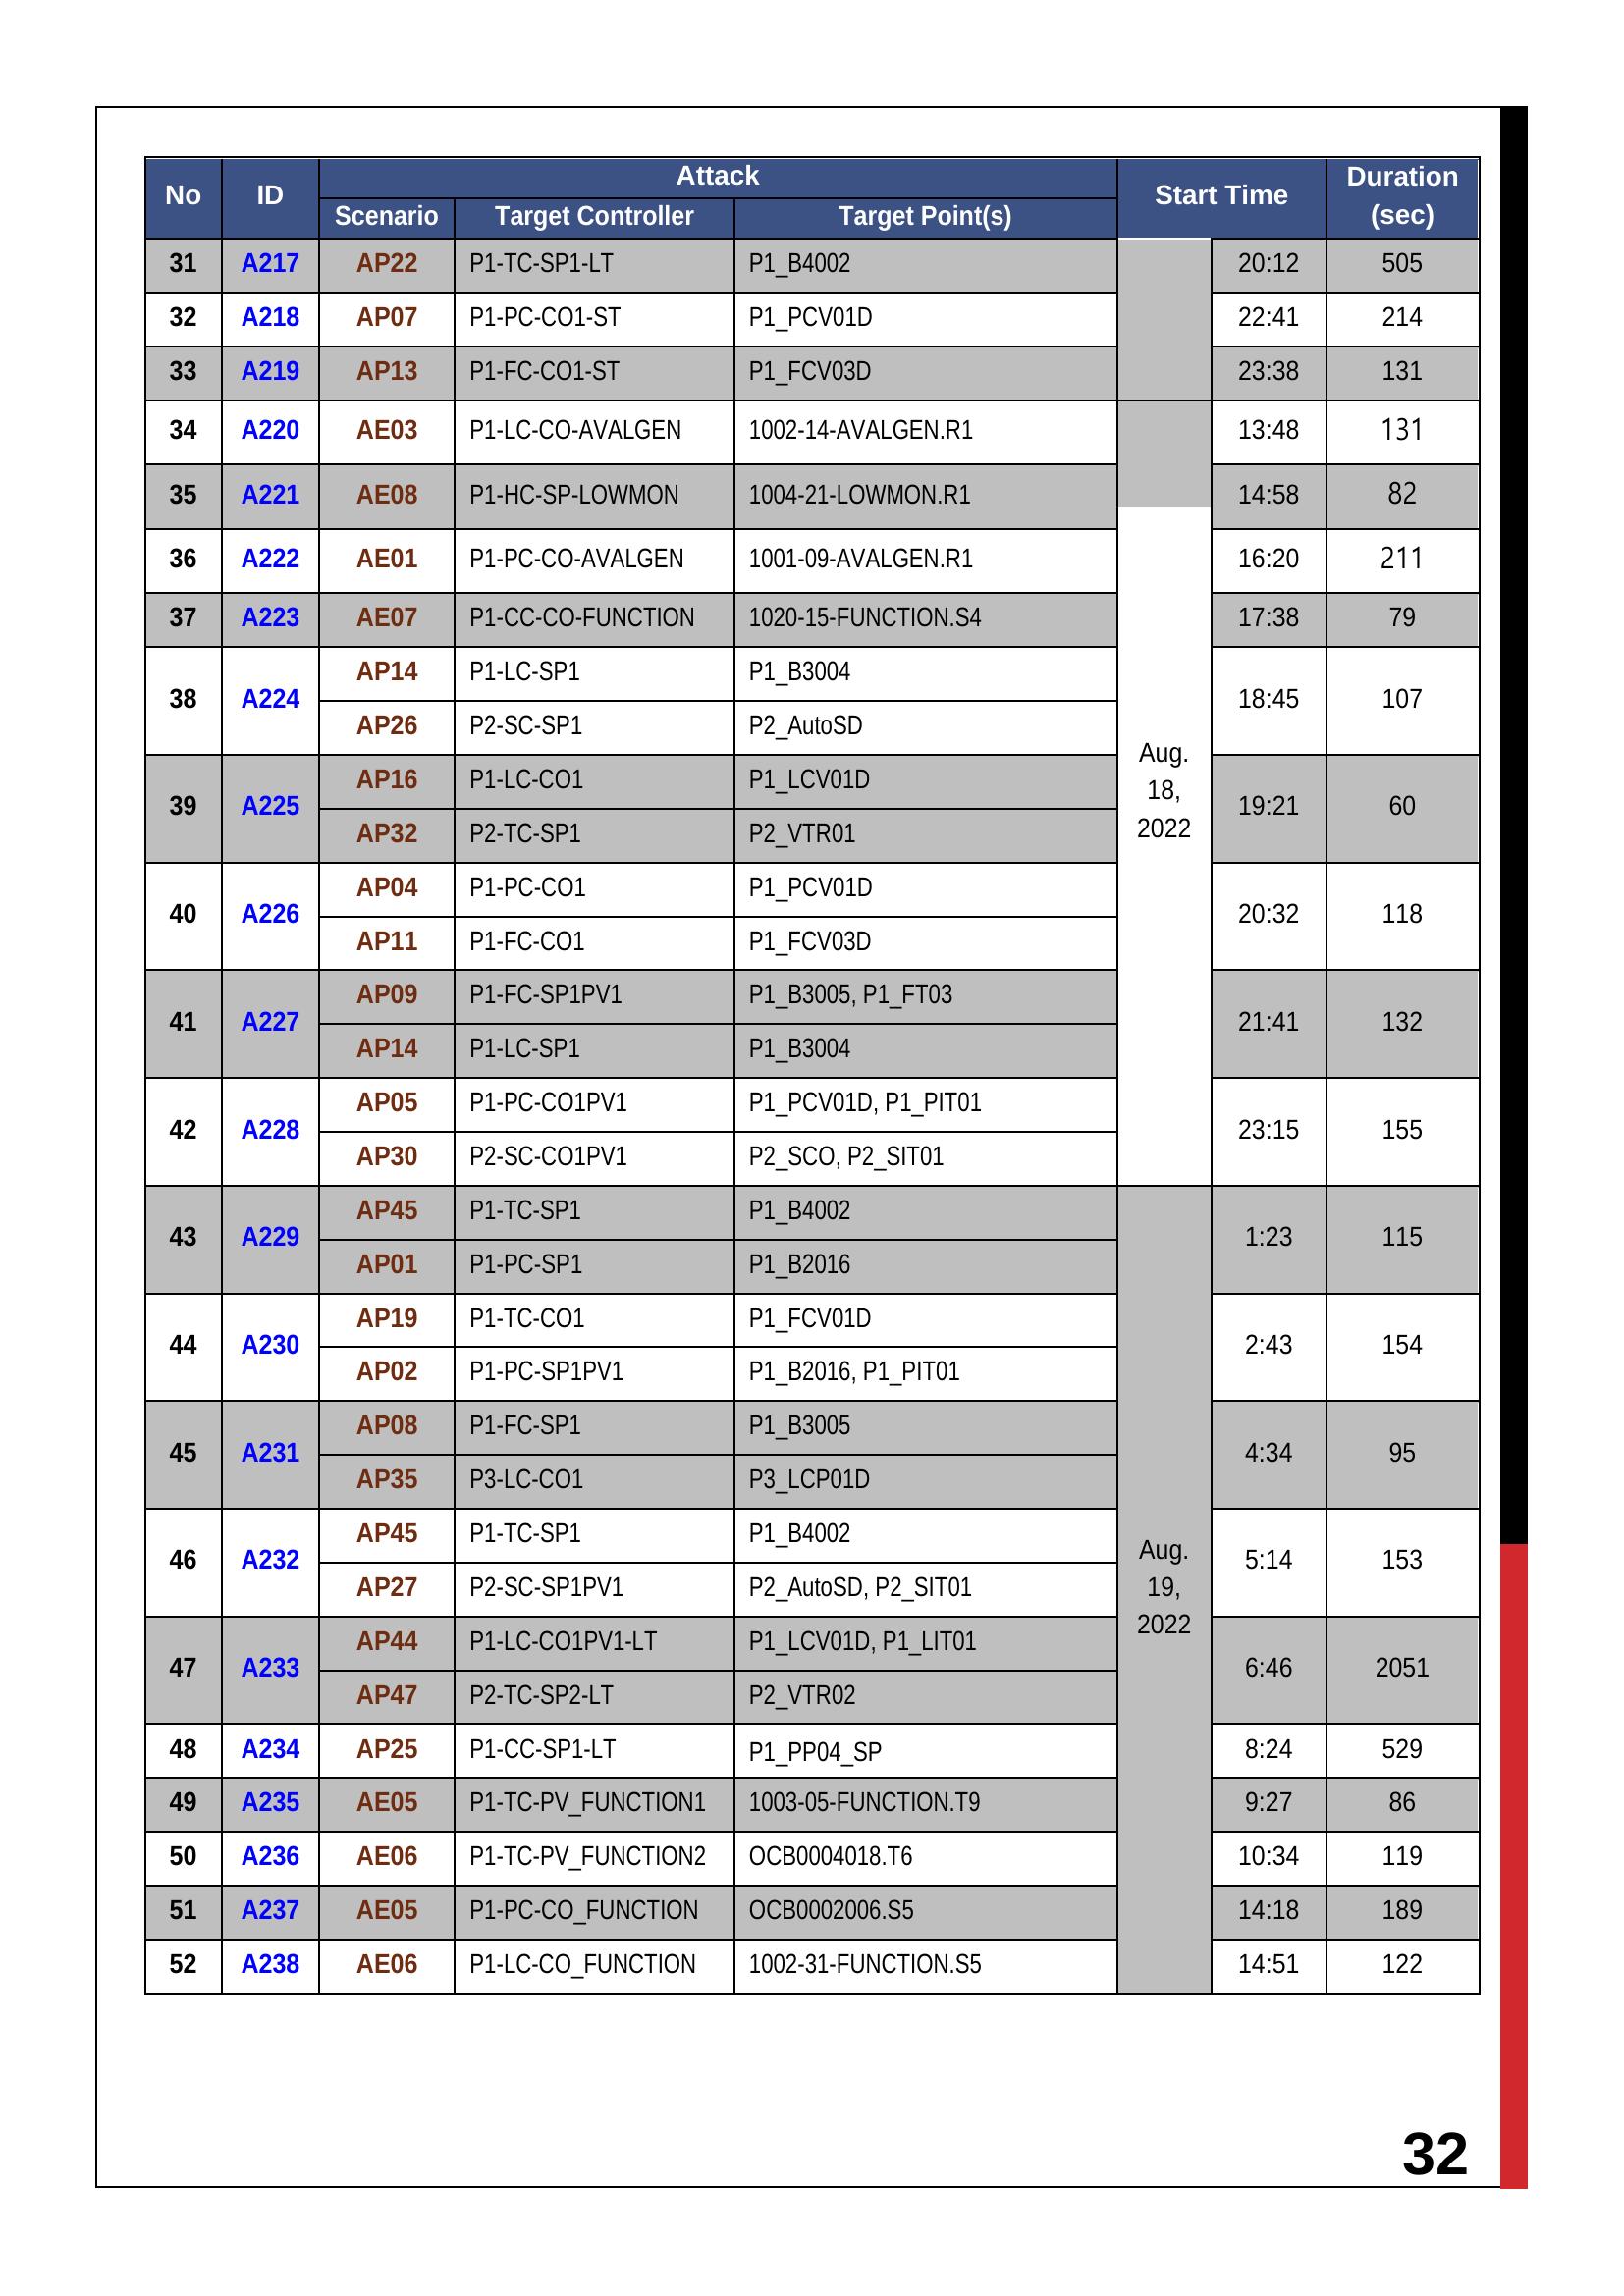 No ID Attack Start Time Duration (sec)
Scenario Target Controller Target Point(s)
31 A217 AP22 P1-TC-SP1-LT P1_B4002 20:12 505
32 A218 AP07 P1-PC-CO1-ST P1_PCV01D 22:41 214
33 A219 AP13 P1-FC-CO1-ST P1_FCV03D 23:38 131
34 A220 AE03 P1-LC-CO-AVALGEN 1002-14-AVALGEN.R1 13:48 131
35 A221 AE08 P1-HC-SP-LOWMON 1004-21-LOWMON.R1 14:58 82
36 A222 AE01 P1-PC-CO-AVALGEN 1001-09-AVALGEN.R1 16:20 211
37 A223 AE07 P1-CC-CO-FUNCTION 1020-15-FUNCTION.S4 17:38 79
38 A224 AP14 P1-LC-SP1 P1_B3004 18:45 107
AP26 P2-SC-SP1 P2_AutoSD
Aug.
18,
2022
39 A225 AP16 P1-LC-CO1 P1_LCV01D 19:21 60
AP32 P2-TC-SP1 P2_VTR01
40 A226 AP04 P1-PC-CO1 P1_PCV01D 20:32 118
AP11 P1-FC-CO1 P1_FCV03D
41 A227 AP09 P1-FC-SP1PV1 P1_B3005, P1_FT03 21:41 132
AP14 P1-LC-SP1 P1_B3004
42 A228 AP05 P1-PC-CO1PV1 P1_PCV01D, P1_PIT01 23:15 155
AP30 P2-SC-CO1PV1 P2_SCO, P2_SIT01
43 A229 AP45 P1-TC-SP1 P1_B4002 1:23 115
AP01 P1-PC-SP1 P1_B2016
44 A230 AP19 P1-TC-CO1 P1_FCV01D 2:43 154
AP02 P1-PC-SP1PV1 P1_B2016, P1_PIT01
45 A231 AP08 P1-FC-SP1 P1_B3005 4:34 95
AP35 P3-LC-CO1 P3_LCP01D
46 A232 AP45 P1-TC-SP1 P1_B4002 5:14 153
AP27 P2-SC-SP1PV1 P2_AutoSD, P2_SIT01
Aug.
19,
2022
47 A233 AP44 P1-LC-CO1PV1-LT P1_LCV01D, P1_LIT01 6:46 2051
AP47 P2-TC-SP2-LT P2_VTR02
48 A234 AP25 P1-CC-SP1-LT P1_PP04_SP 8:24 529
49 A235 AE05 P1-TC-PV_FUNCTION1 1003-05-FUNCTION.T9 9:27 86
50 A236 AE06 P1-TC-PV_FUNCTION2 OCB0004018.T6 10:34 119
51 A237 AE05 P1-PC-CO_FUNCTION OCB0002006.S5 14:18 189
52 A238 AE06 P1-LC-CO_FUNCTION 1002-31-FUNCTION.S5 14:51 122
32